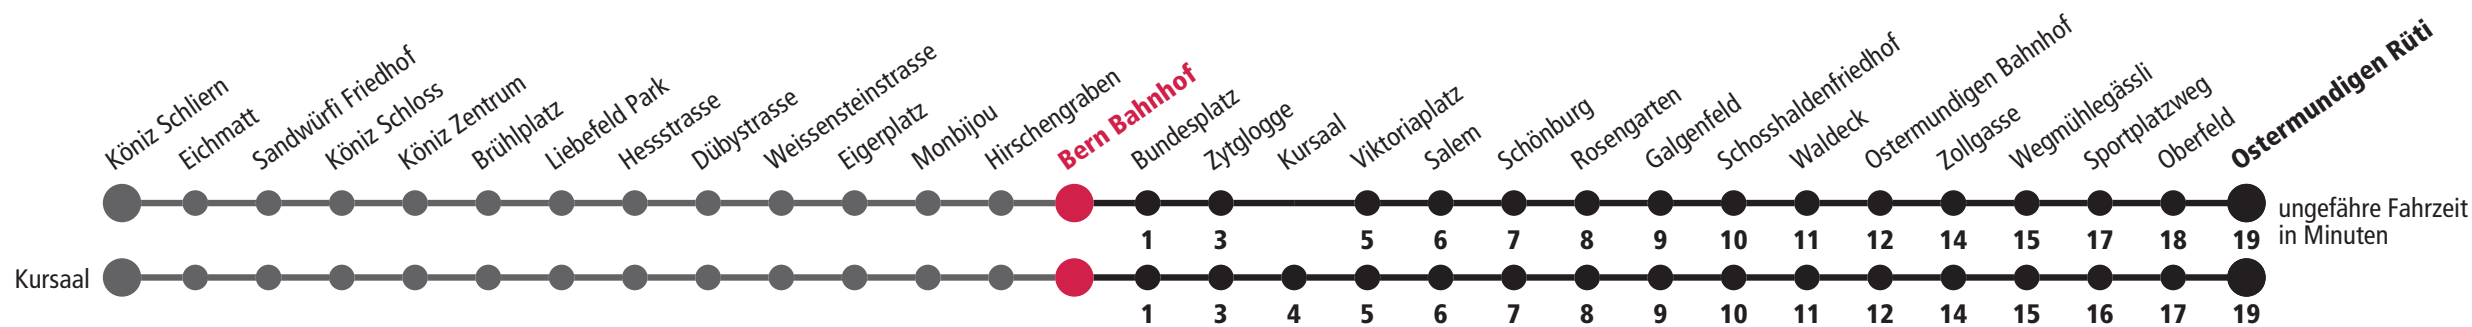 Köniz Schliern
Eichmatt
Sandwürfi Friedhof
Köniz Schloss
Köniz Zentrum
Brühlplatz
Liebefeld Park
Hessstrasse
Dübystrasse
Weissensteinstrasse
Eigerplatz
Monbijou
Hirschengraben
Bern Bahnhof
Bundesplatz
Zytglogge
Kursaal
Viktoriaplatz
Salem
Schönburg
Rosengarten
Galgenfeld
Schosshaldenfriedhof
Waldeck
Ostermundigen Bahnhof
Zollgasse
Wegmühlegässli
Sportplatzweg
Oberfeld
Ostermundigen Rüti
1 3 5 6 7 8 9 10 11 12 14 15 17 18 19
ungefähre Fahrzeit
in Minuten
Kursaal
1 3 4 5 6 7 8 9 10 11 12 14 15 16 17 19